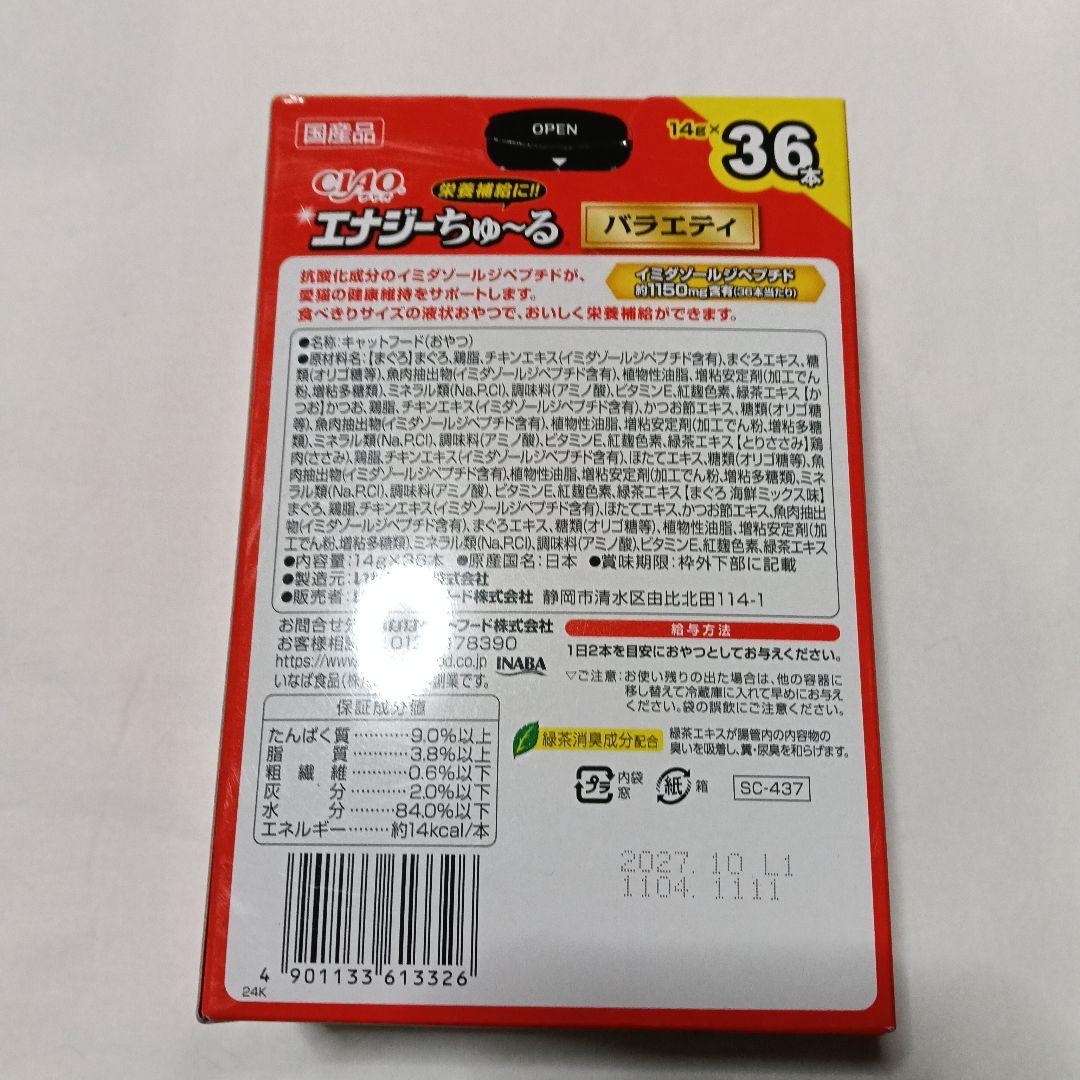 国産品
OPEN
14g×36本
CIAO
チャオ
栄養補給に!!
エナジーちゅ〜る
バラエティ
抗酸化成分のイミダゾールジペプチドが、
愛猫の健康維持をサポートします。
食べきりサイズの液状おやつで、おいしく栄養補給ができます。
イミダゾールジペプチド
約1150mg含有(36本当たり)
●名称:キャットフード(おやつ)
●原材料名:【まぐろ】まぐろ、鶏脂、チキンエキス(イミダゾールジペプチド含有)、まぐろエキス、糖
類(オリゴ糖等)、魚肉抽出物(イミダゾールジペプチド含有)、植物性油脂、増粘安定剤(加工でん
粉、増粘多糖類)、ミネラル類(Na,P,Cl)、調味料(アミノ酸)、ビタミンE、紅麹色素、緑茶エキス【か
つお】かつお、鶏脂、チキンエキス(イミダゾールジペプチド含有)、かつお節エキス、糖類(オリゴ糖
等)、魚肉抽出物(イミダゾールジペプチド含有)、植物性油脂、増粘安定剤(加工でん粉、増粘多糖
類)、ミネラル類(Na,P,Cl)、調味料(アミノ酸)、ビタミンE、紅麹色素、緑茶エキス【とりささみ】鶏
肉(ささみ)、鶏脂、チキンエキス(イミダゾールジペプチド含有)、ほたてエキス、糖類(オリゴ糖等)、魚
肉抽出物(イミダゾールジペプチド含有)、植物性油脂、増粘安定剤(加工でん粉、増粘多糖類)、ミネ
ラル類(Na,P,Cl)、調味料(アミノ酸)、ビタミンE、紅麹色素、緑茶エキス【まぐろ 海鮮ミックス味】
まぐろ、鶏脂、チキンエキス(イミダゾールジペプチド含有)、ほたてエキス、かつお節エキス、魚肉抽出
物(イミダゾールジペプチド含有)、まぐろエキス、糖類(オリゴ糖等)、植物性油脂、増粘安定剤(加
工でん粉、増粘多糖類)、ミネラル類(Na,P,Cl)、調味料(アミノ酸)、ビタミンE、紅麹色素、緑茶エキス
●内容量:14g×36本 ●原産国名:日本 ●賞味期限:枠外下部に記載
●製造元: 株式会社
●販売者: フード株式会社 静岡市清水区由比北田114-1
お問合せ フード株式会社
お客様相 78390
https://www. od.co.jp INABA
いなば食品(株) 創業です。
給与方法
1日2本を目安におやつとしてお与えください。
▽ご注意:お使い残りの出た場合は、他の容器に
移し替えて冷蔵庫に入れて早めにお与え
ください。袋の誤飲にご注意ください。
保証成分値
たんぱく質………9.0%以上
脂質………3.8%以上
粗繊維………0.6%以下
灰分………2.0%以下
水分………84.0%以下
エネルギー………約14kcal/本
緑茶消臭成分配合
緑茶エキスが腸管内の内容物の
臭いを吸着し、糞・尿臭を和らげます。
プラ 内袋 窓
紙 箱
SC-437
2027.10 L1
1104.1111
4 901133 613326
24K